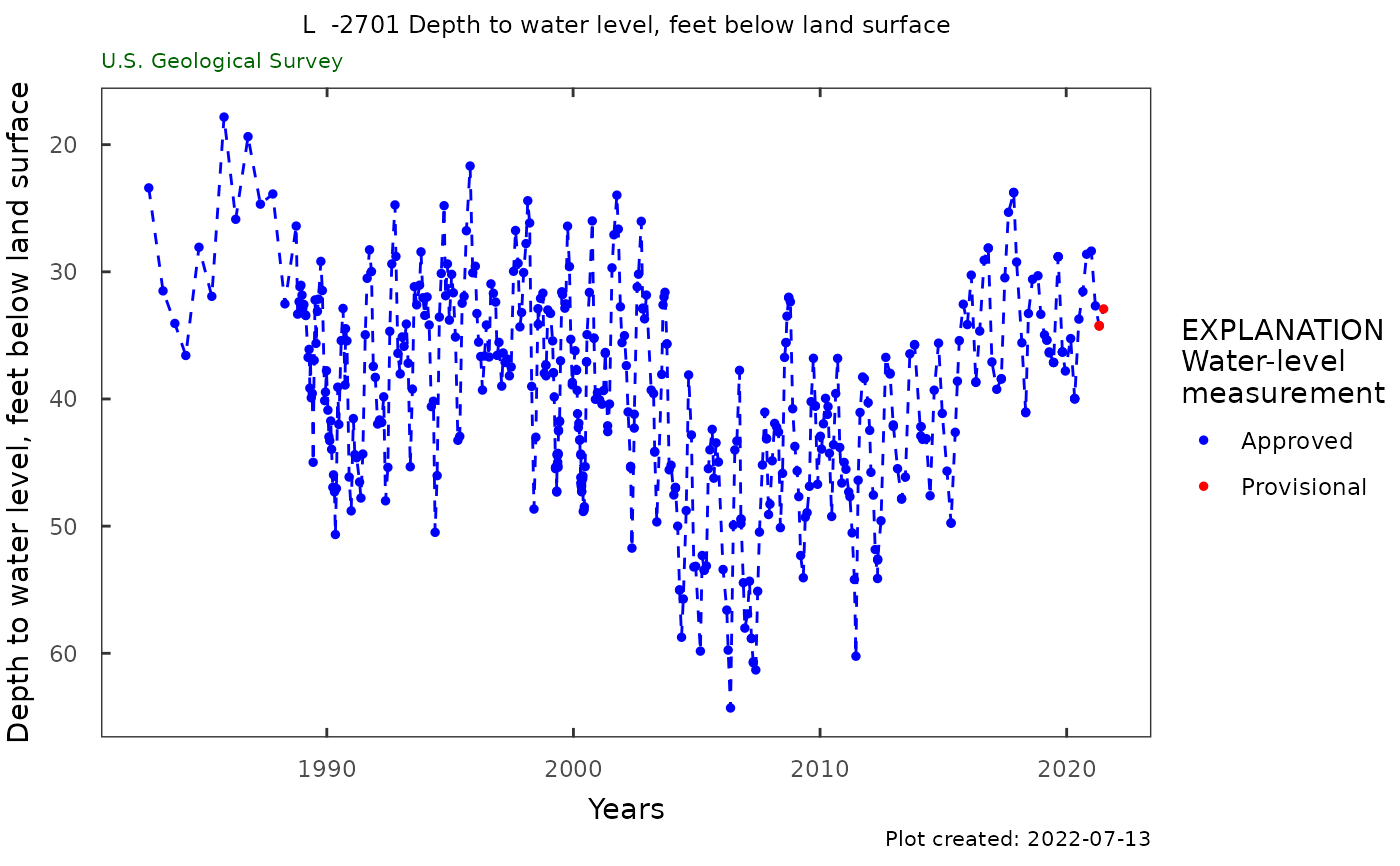 L  -2701 Depth to water level, feet below land surface
U.S. Geological Survey
Depth to water level, feet below land surface
20
30
40
50
60
1990
2000
2010
2020
Years
EXPLANATION
Water-level
measurement
Approved
Provisional
Plot created: 2022-07-13